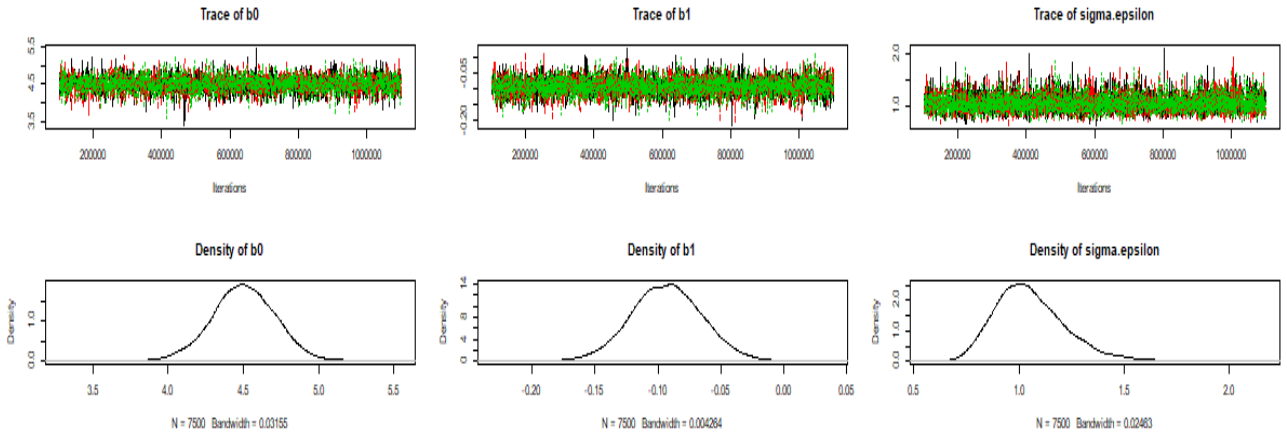 Trace of b0 Trace of b1 Trace of sigma.epsilon
5.5
4.5
3.5
-0.05
-0.20
2.0
1.0
200000 400000 600000 800000 1000000 200000 400000 600000 800000 1000000 200000 400000 600000 800000 1000000
Iterations Iterations Iterations
Density of b0 Density of b1 Density of sigma.epsilon
Density
1.0
0.0
Density
14
8
4
0
Density
2.0
1.0
0.0
3.5 4.0 4.5 5.0 5.5 -0.20 -0.15 -0.10 -0.05 0.00 0.05 0.5 1.0 1.5 2.0
N = 7500 Bandwidth = 0.03155 N = 7500 Bandwidth = 0.004264 N = 7500 Bandwidth = 0.02463